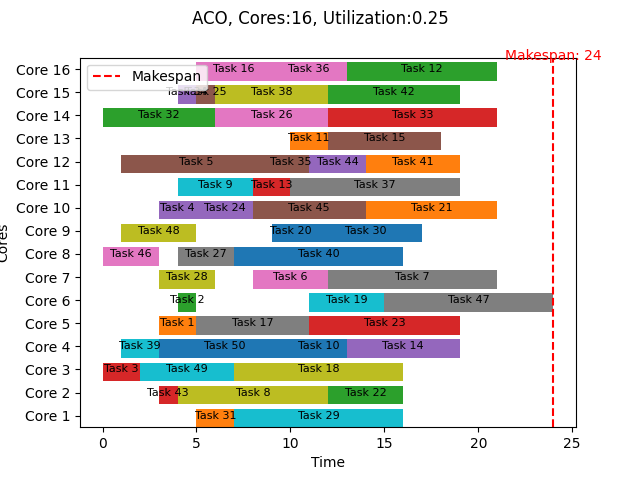 ACO, Cores:16, Utilization:0.25
Makespan: 24
Makespan
Core 16 Task 16 Task 36 Task 12
Core 15 Task 25 Task 38 Task 42
Core 14 Task 32 Task 26 Task 33
Core 13 Task 11 Task 15
Core 12 Task 5 Task 35 Task 44 Task 41
Core 11 Task 9 Task 13 Task 37
Core 10 Task 4 Task 24 Task 45 Task 21
Core 9 Task 48 Task 20 Task 30
Core 8 Task 46 Task 27 Task 40
Core 7 Task 28 Task 6 Task 7
Core 6 Task 2 Task 19 Task 47
Core 5 Task 1 Task 17 Task 23
Core 4 Task 39 Task 50 Task 10 Task 14
Core 3 Task 3 Task 49 Task 18
Core 2 Task 43 Task 8 Task 22
Core 1 Task 31 Task 29
Cores
0 5 10 15 20 25
Time